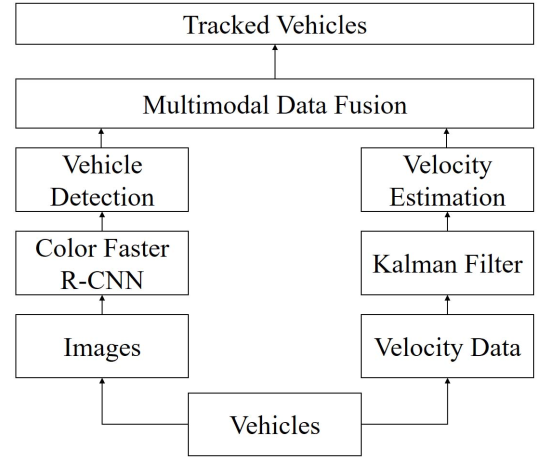 Tracked Vehicles
Multimodal Data Fusion
Vehicle
Detection
Velocity
Estimation
Color Faster
R-CNN
Kalman Filter
Images
Velocity Data
Vehicles